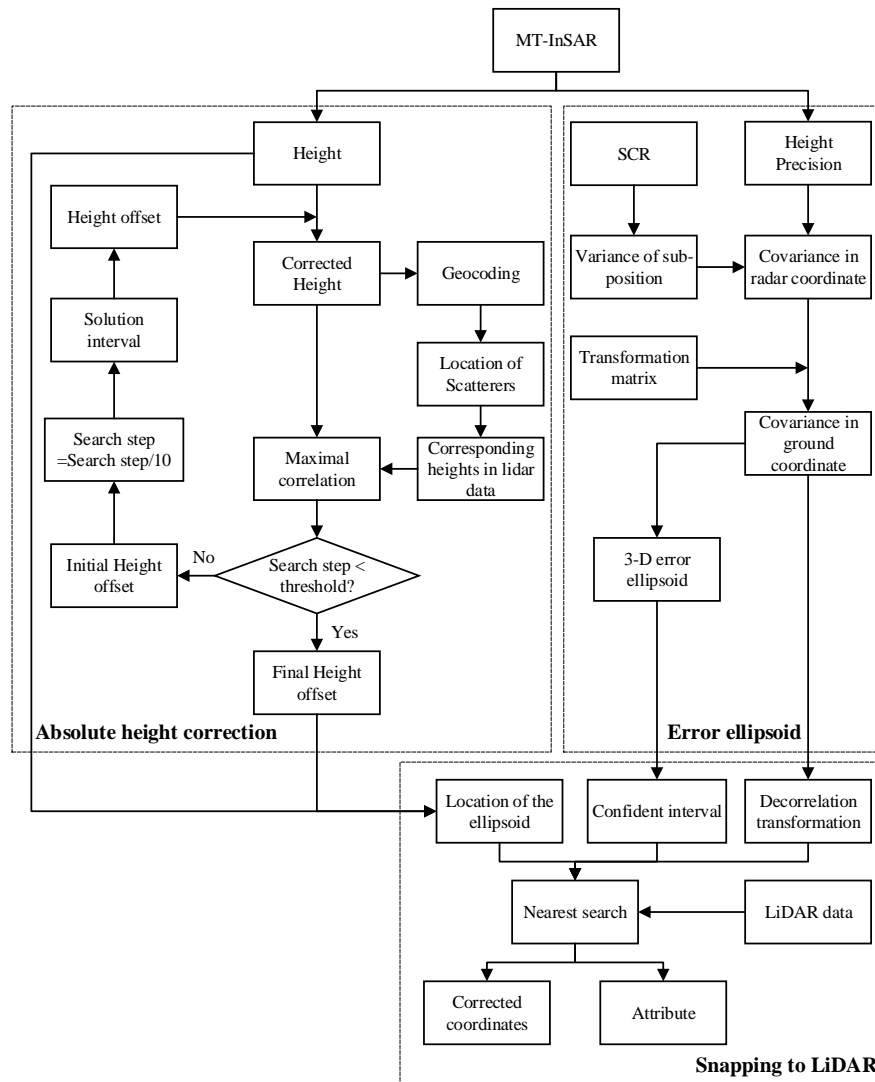 MT-InSAR
Height
SCR
Height
Precision
Height offset
Corrected
Height
Geocoding
Variance of sub-
position
Covariance in
radar coordinate
Solution
interval
Location of
Scatterers
Transformation
matrix
Search step
=Search step/10
Maximal
correlation
Corresponding
heights in lidar
data
Covariance in
ground
coordinate
Initial Height
offset
No
Search step <
threshold?
3-D error
ellipsoid
Yes
Final Height
offset
Absolute height correction
Error ellipsoid
Location of the
ellipsoid
Confident interval
Decorrelation
transformation
Nearest search
LiDAR data
Corrected
coordinates
Attribute
Snapping to LiDAR